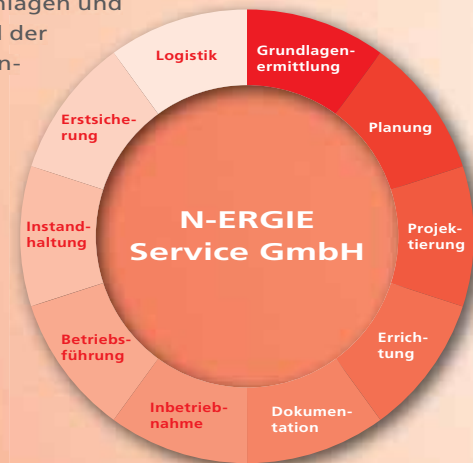 nlagen und
der
n-
Grundlagen-
ermittlung
Planung
Projek-
tierung
Errich-
tung
Dokumen-
tation
Inbetrieb-
nahme
Betriebs-
führung
Instand-
haltung
Erstsiche-
rung
Logistik
N-ERGIE
Service GmbH